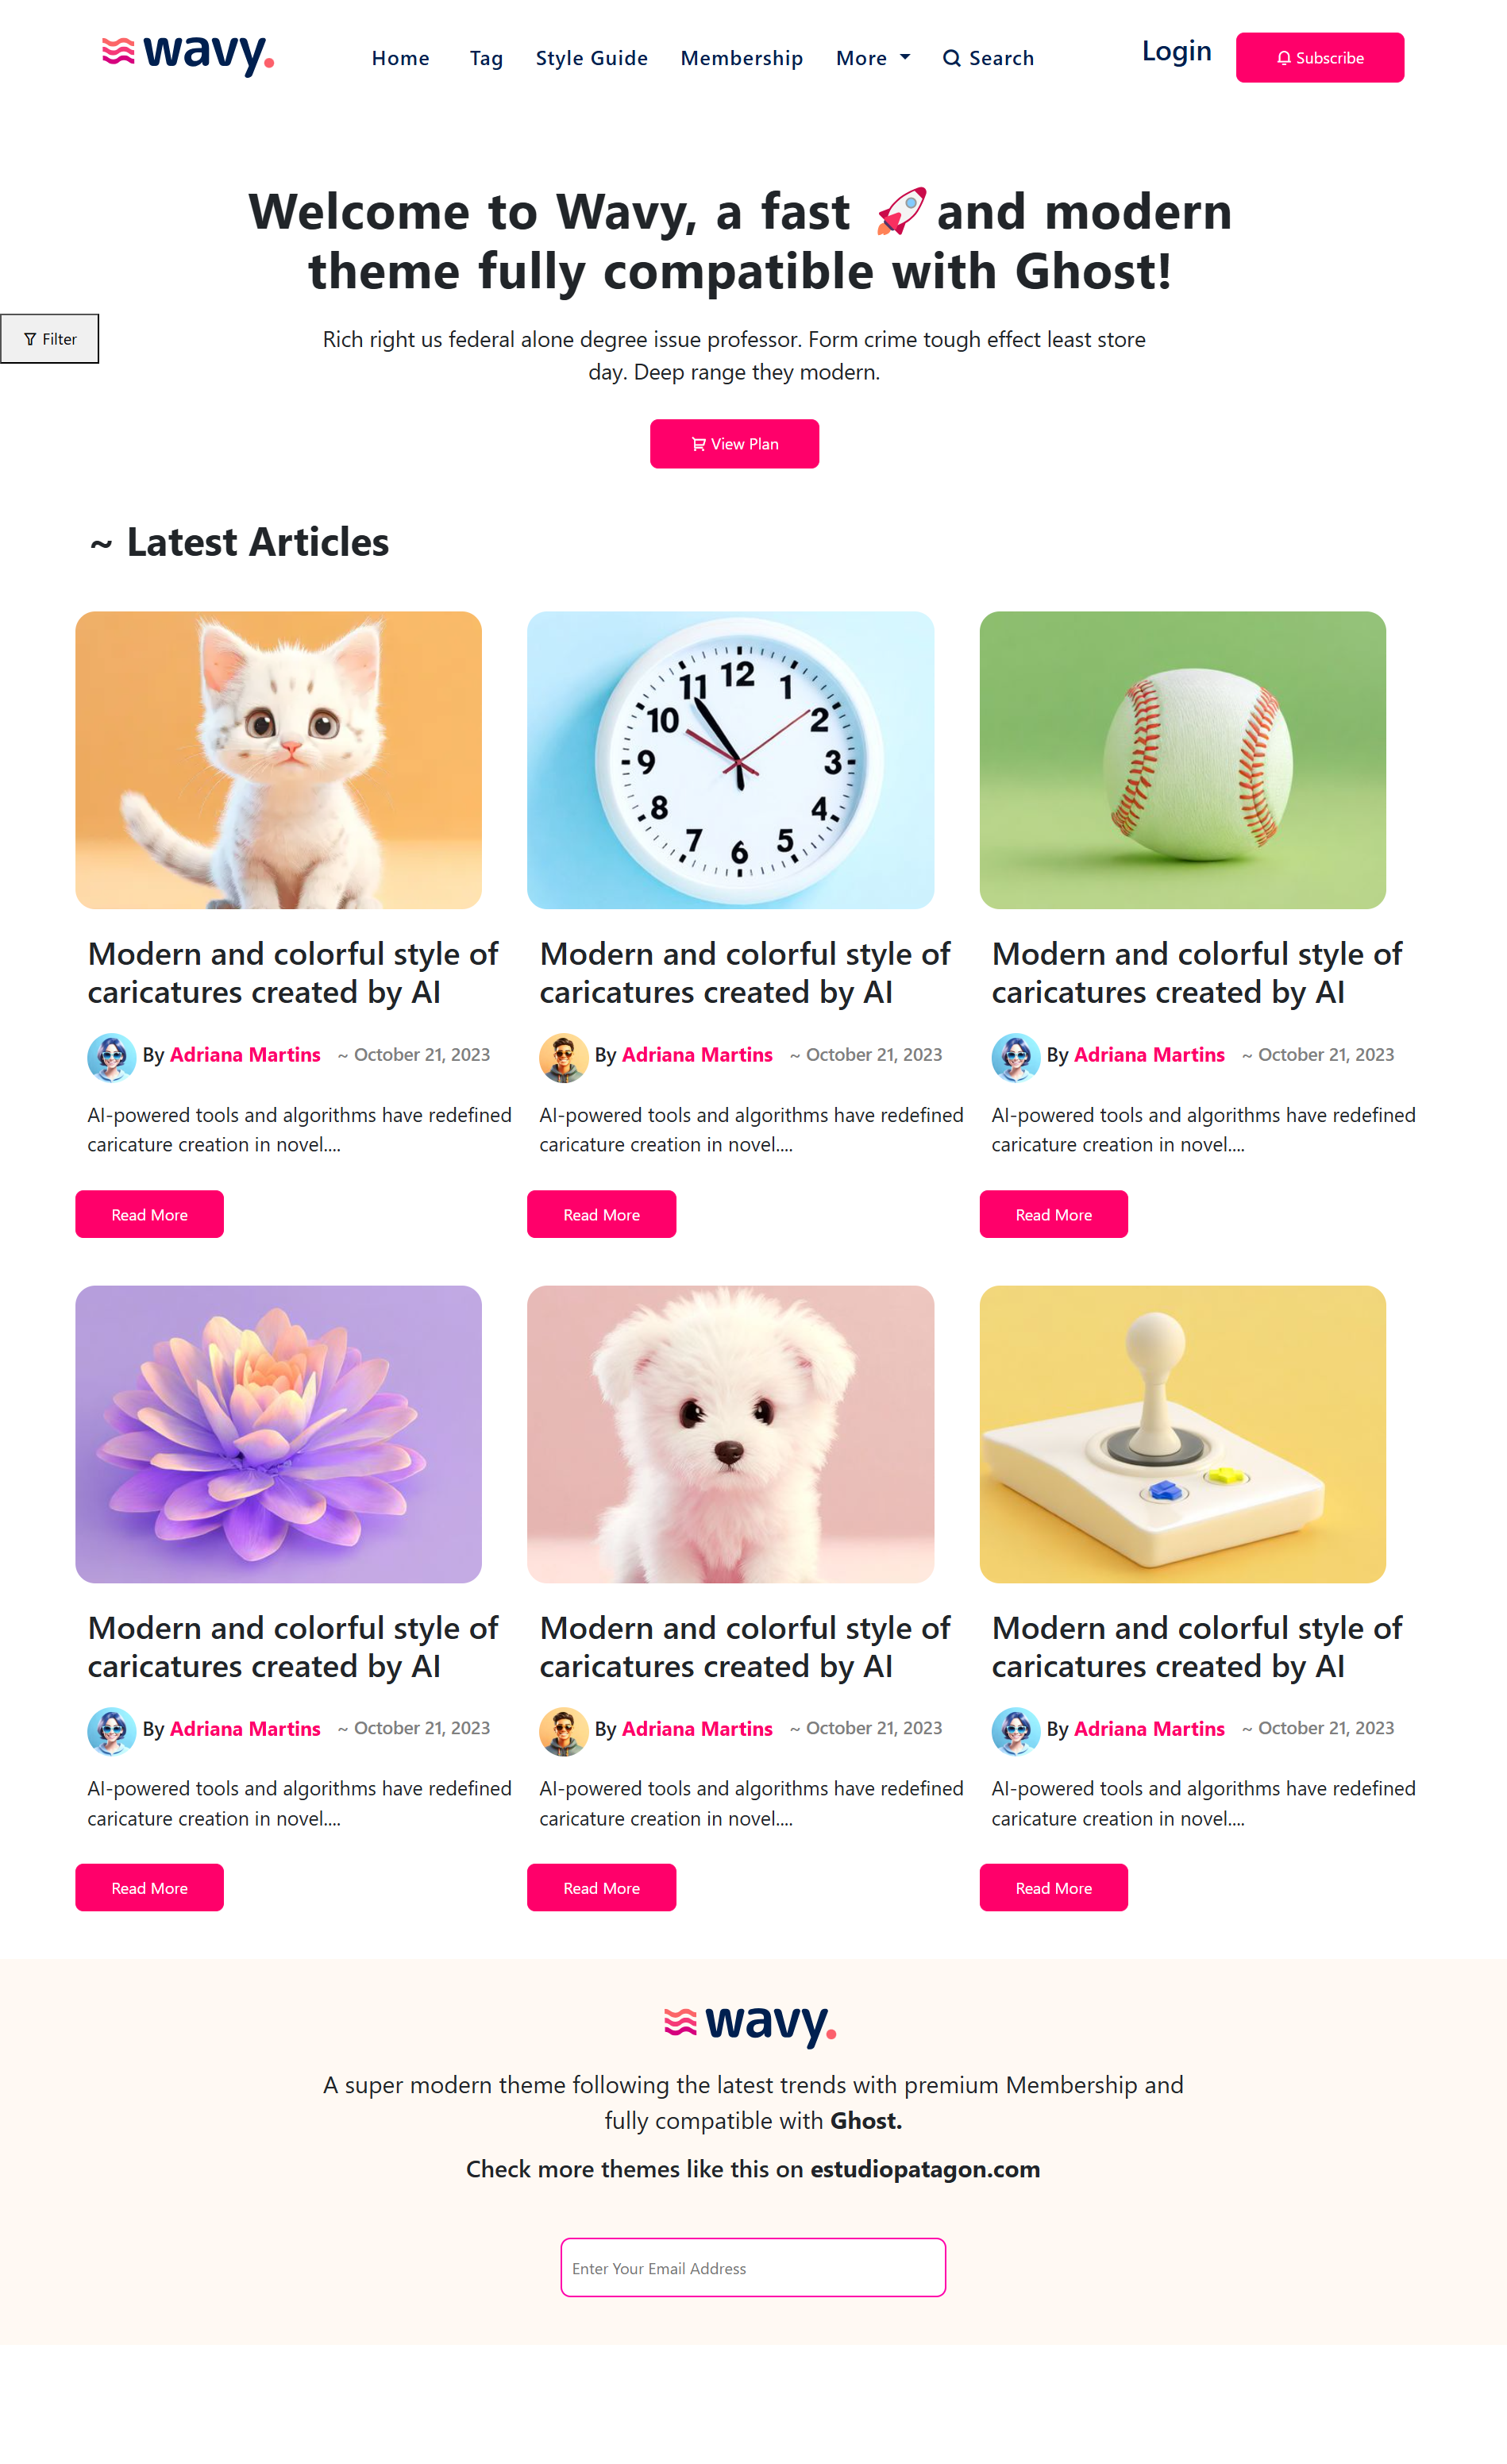 wavy.
Home Tag Style Guide Membership More Search Login Subscribe
Welcome to Wavy, a fast 🚀 and modern
theme fully compatible with Ghost!
Filter
Rich right us federal alone degree issue professor. Form crime tough effect least store
day. Deep range they modern.
View Plan
~ Latest Articles
12
1
2
3
4
5
6
7
8
9
10
11
Modern and colorful style of
caricatures created by AI
By Adriana Martins ~ October 21, 2023
AI-powered tools and algorithms have redefined
caricature creation in novel....
Read More
Modern and colorful style of
caricatures created by AI
By Adriana Martins ~ October 21, 2023
AI-powered tools and algorithms have redefined
caricature creation in novel....
Read More
Modern and colorful style of
caricatures created by AI
By Adriana Martins ~ October 21, 2023
AI-powered tools and algorithms have redefined
caricature creation in novel....
Read More
Modern and colorful style of
caricatures created by AI
By Adriana Martins ~ October 21, 2023
AI-powered tools and algorithms have redefined
caricature creation in novel....
Read More
Modern and colorful style of
caricatures created by AI
By Adriana Martins ~ October 21, 2023
AI-powered tools and algorithms have redefined
caricature creation in novel....
Read More
Modern and colorful style of
caricatures created by AI
By Adriana Martins ~ October 21, 2023
AI-powered tools and algorithms have redefined
caricature creation in novel....
Read More
wavy.
A super modern theme following the latest trends with premium Membership and
fully compatible with Ghost.
Check more themes like this on estudiopatagon.com
Enter Your Email Address